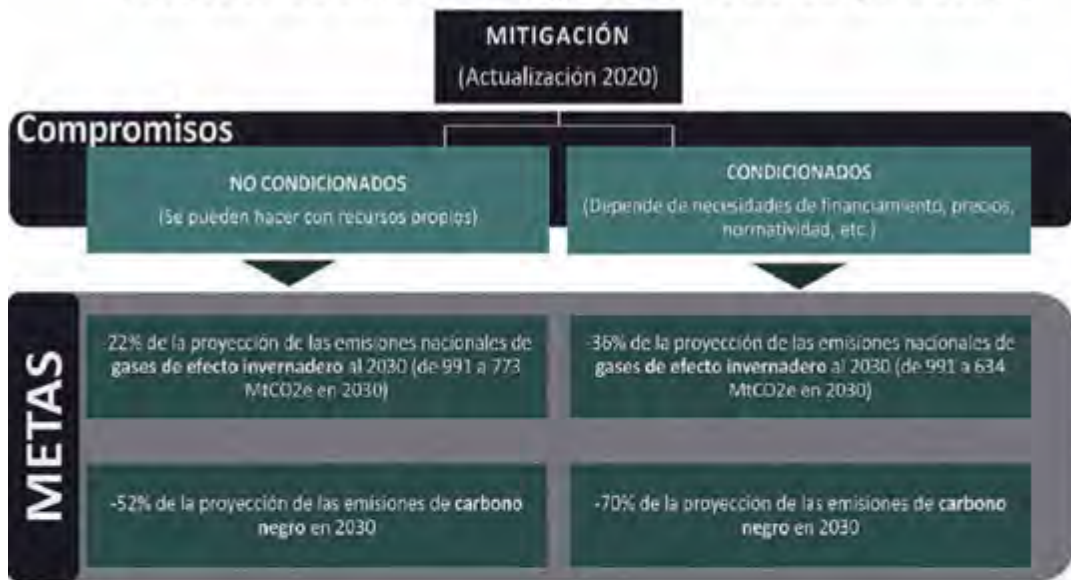 MITIGACIÓN
(Actualización 2020)
Compromisos
NO CONDICIONADOS
(Se pueden hacer con recursos propios)
CONDICIONADOS
(Depende de necesidades de financiamiento, precios,
normatividad, etc.)
METAS
22% de la proyección de las emisiones nacionales de
gases de efecto invernadero al 2030 (de 991 a 773
MtCO2e en 2030)
-36% de la proyección de las emisiones nacionales de
gases de efecto invernadero al 2030 (de 991 a 634
MtCO2e en 2030)
-52% de la proyección de las emisiones de carbono
negro en 2030
-70% de la proyección de las emisiones de carbono
negro en 2030